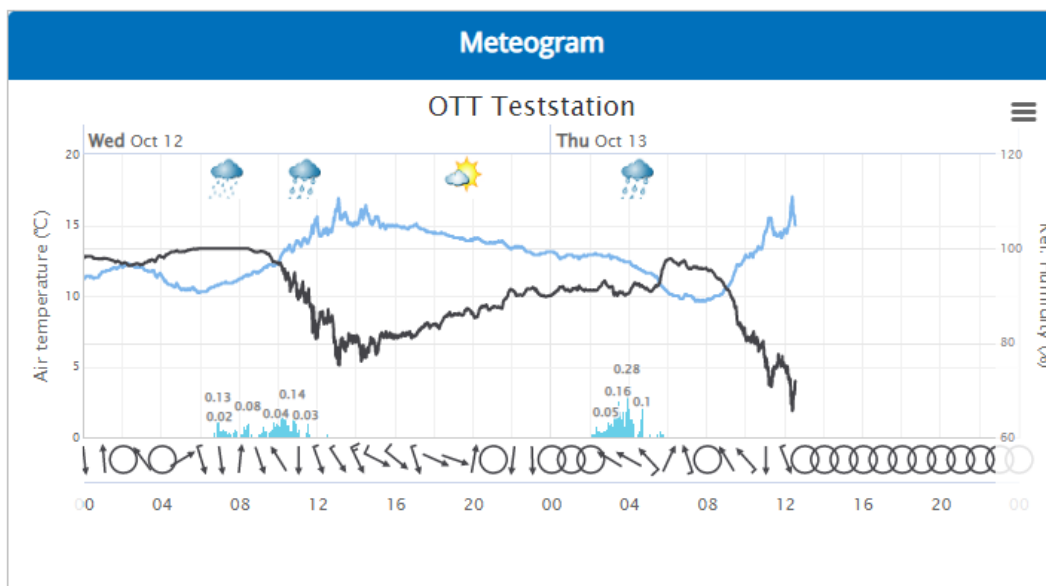 Meteogram
OTT Teststation
Wed Oct 12
Thu Oct 13
20
120
15
100
10
80
5
0
60
Air temperature (℃)
Rel. Humidity (%)
0.13
0.02
0.08
0.04
0.14
0.03
0.05
0.16
0.28
0.1
00 04 08 12 16 20 00 04 08 12 16 20 00